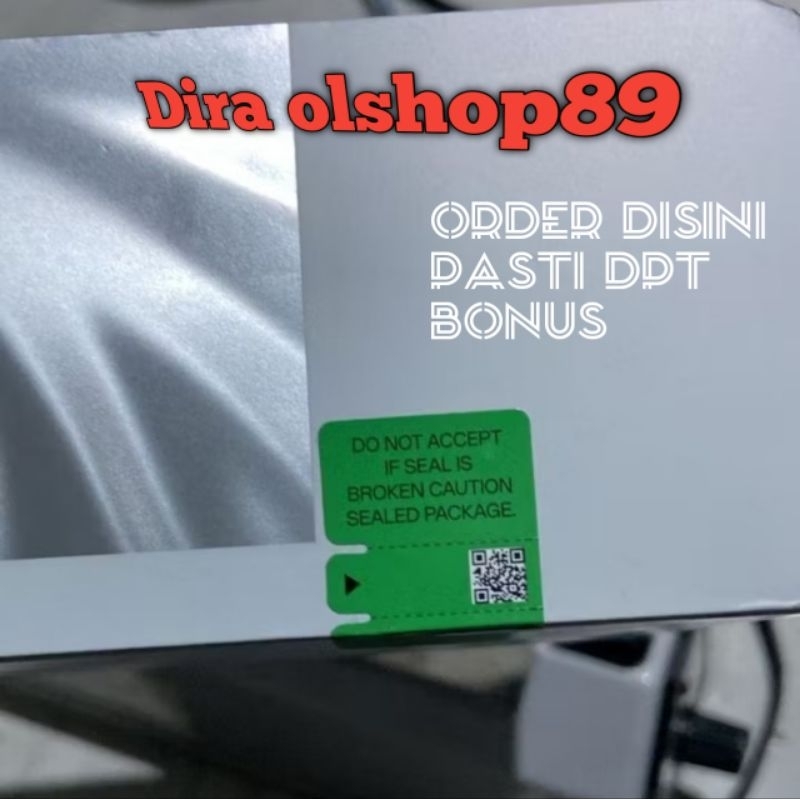 Dira olshop89
ORDER DISINI
PASTI DPT
BONUS
DO NOT ACCEPT
IF SEAL IS
BROKEN CAUTION
SEALED PACKAGE.